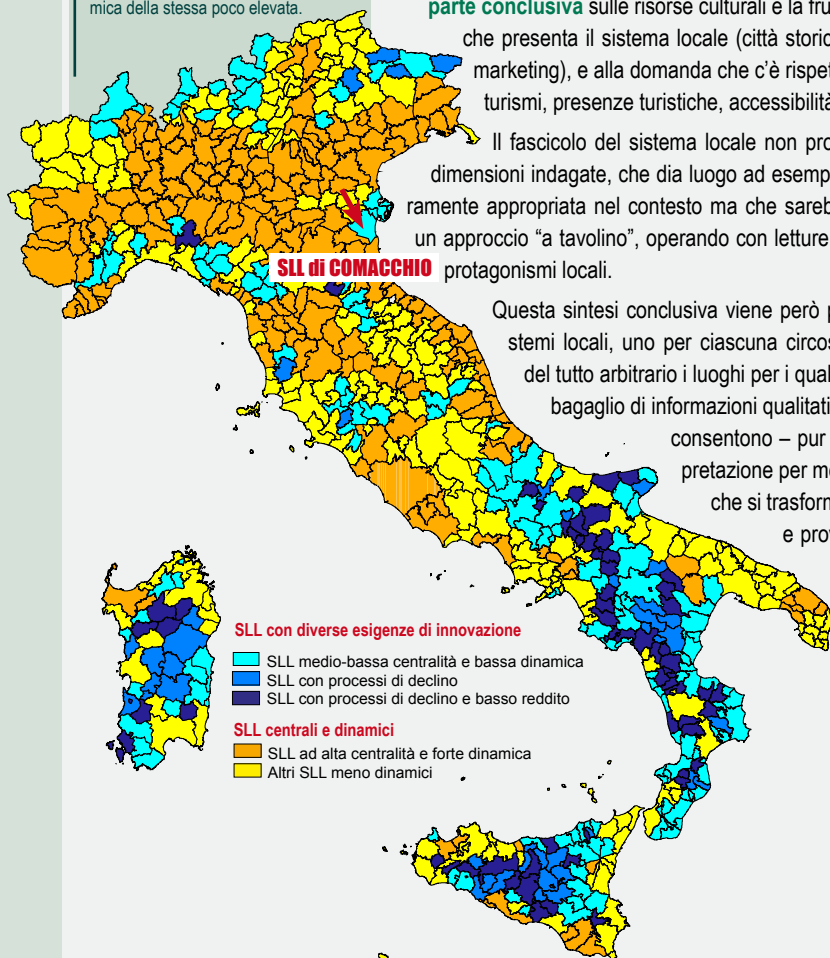 mica della stessa poco elevata.
parte conclusiva sulle risorse culturali e la fru
che presenta il sistema locale (città storic
marketing), e alla domanda che c'è rispet
turismi, presenze turistiche, accessibilità
Il fascicolo del sistema locale non pro
dimensioni indagate, che dia luogo ad esemp
ramente appropriata nel contesto ma che sareb
un approccio “a tavolino”, operando con letture
protagonismi locali.
Questa sintesi conclusiva viene però p
stemi locali, uno per ciascuna circos
del tutto arbitrario i luoghi per i qual
bagaglio di informazioni qualitati
consentono – pur
pretazione per me
che si trasform
e prov
SLL di COMACCHIO
SLL con diverse esigenze di innovazione
SLL medio-bassa centralità e bassa dinamica
SLL con processi di declino
SLL con processi di declino e basso reddito
SLL centrali e dinamici
SLL ad alta centralità e forte dinamica
Altri SLL meno dinamici